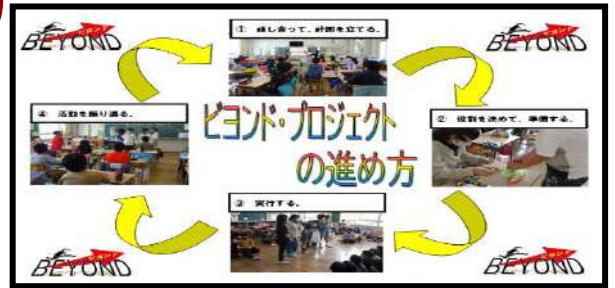 BEYOND
BEYOND
① 話し合って、計画を立てる。
② 役割を決めて、準備する。
③ 実行する。
④ 活動を振り返る。
ビヨンド・プロジェクト
の進め方
BEYOND
BEYOND